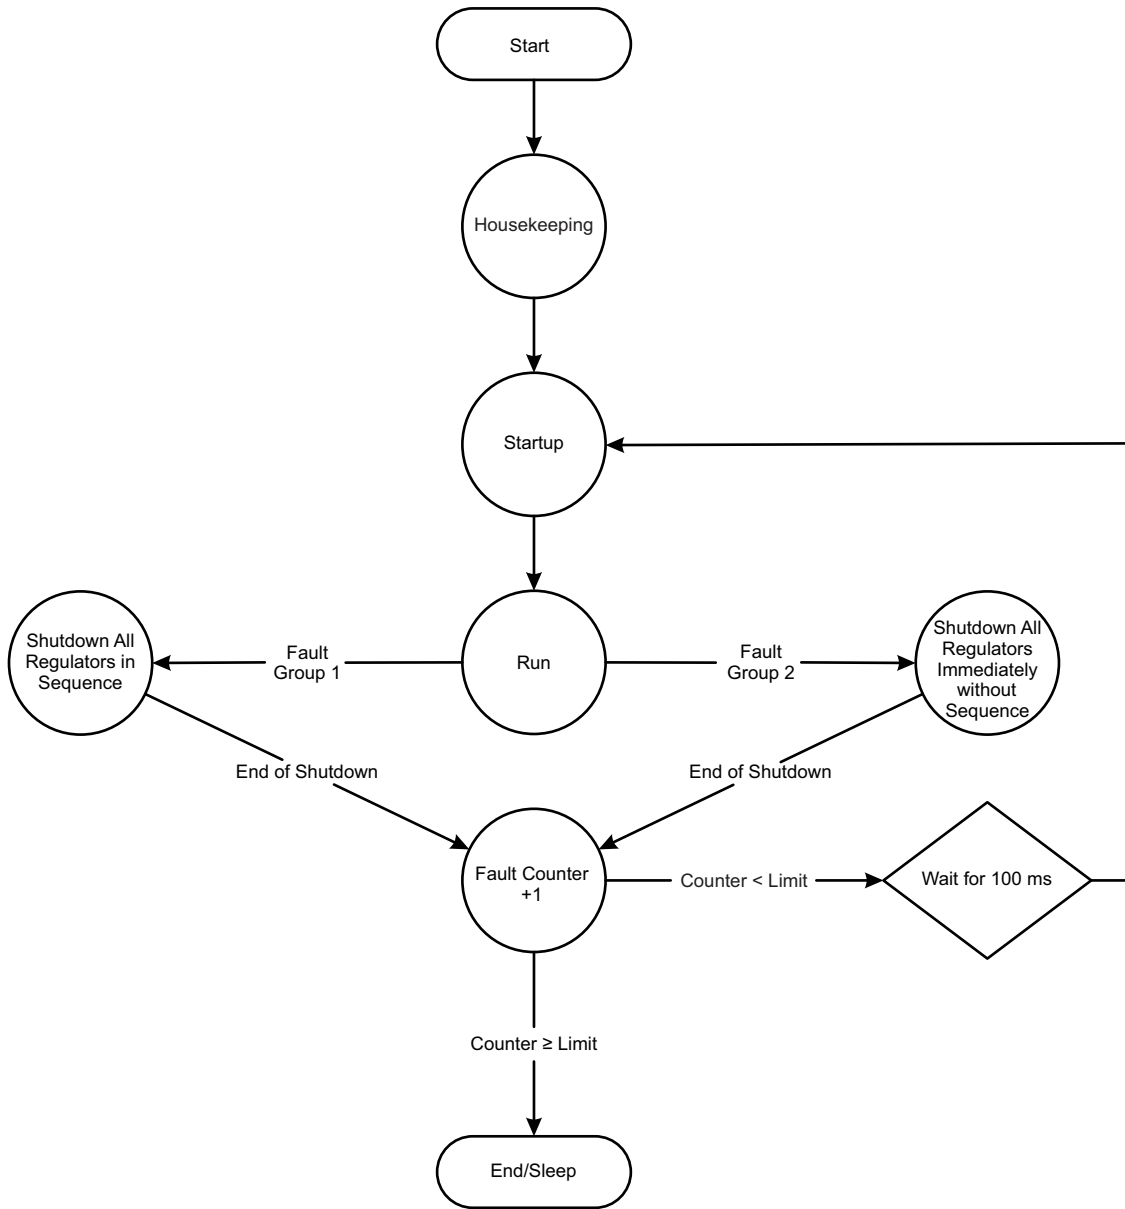 Start
Housekeeping
Startup
Shutdown All
Regulators in
Sequence
Fault
Group 1
Run
Fault
Group 2
Shutdown All
Regulators
Immediately
without
Sequence
End of Shutdown
End of Shutdown
Fault Counter
+1
Counter < Limit
Wait for 100 ms
Counter ≥ Limit
End/Sleep